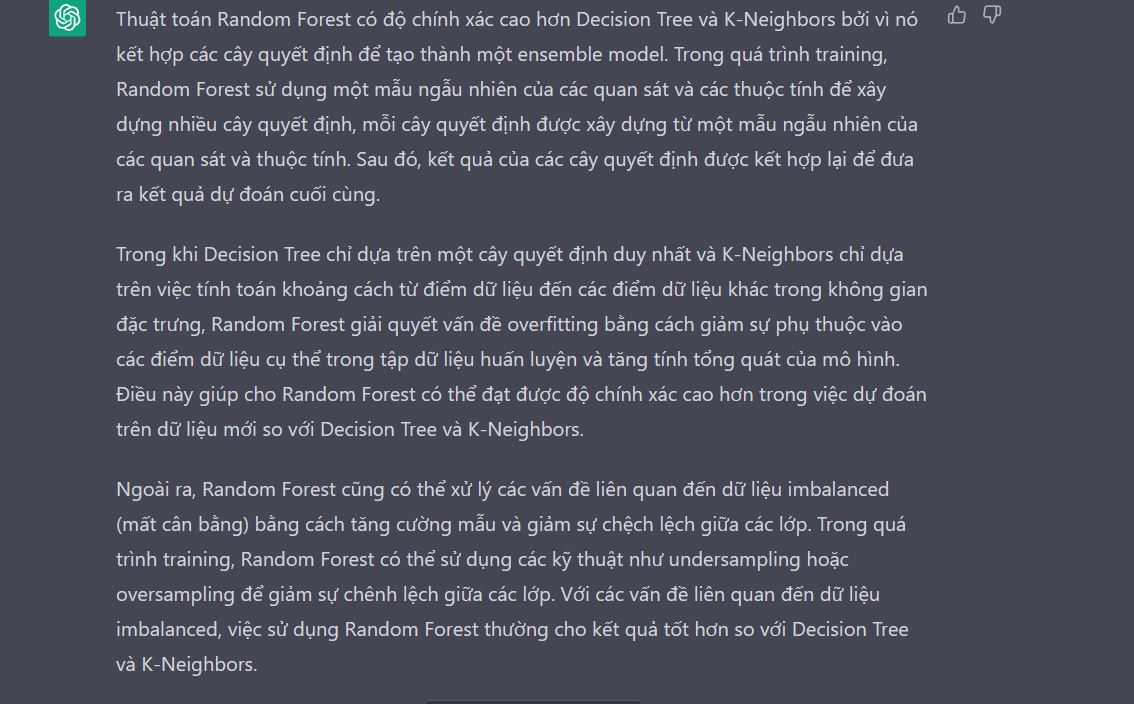 Thuật toán Random Forest có độ chính xác cao hơn Decision Tree và K-Neighbors bởi vì nó
kết hợp các cây quyết định để tạo thành một ensemble model. Trong quá trình training,
Random Forest sử dụng một mẫu ngẫu nhiên của các quan sát và các thuộc tính để xây
dựng nhiều cây quyết định, mỗi cây quyết định được xây dựng từ một mẫu ngẫu nhiên của
các quan sát và thuộc tính. Sau đó, kết quả của các cây quyết định được kết hợp lại để đưa
ra kết quả dự đoán cuối cùng.
Trong khi Decision Tree chỉ dựa trên một cây quyết định duy nhất và K-Neighbors chỉ dựa
trên việc tính toán khoảng cách từ điểm dữ liệu đến các điểm dữ liệu khác trong không gian
đặc trưng, Random Forest giải quyết vấn đề overfitting bằng cách giảm sự phụ thuộc vào
các điểm dữ liệu cụ thể trong tập dữ liệu huấn luyện và tăng tính tổng quát của mô hình.
Điều này giúp cho Random Forest có thể đạt được độ chính xác cao hơn trong việc dự đoán
trên dữ liệu mới so với Decision Tree và K-Neighbors.
Ngoài ra, Random Forest cũng có thể xử lý các vấn đề liên quan đến dữ liệu imbalanced
(mất cân bằng) bằng cách tăng cường mẫu và giảm sự chệch lệch giữa các lớp. Trong quá
trình training, Random Forest có thể sử dụng các kỹ thuật như undersampling hoặc
oversampling để giảm sự chênh lệch giữa các lớp. Với các vấn đề liên quan đến dữ liệu
imbalanced, việc sử dụng Random Forest thường cho kết quả tốt hơn so với Decision Tree
và K-Neighbors.